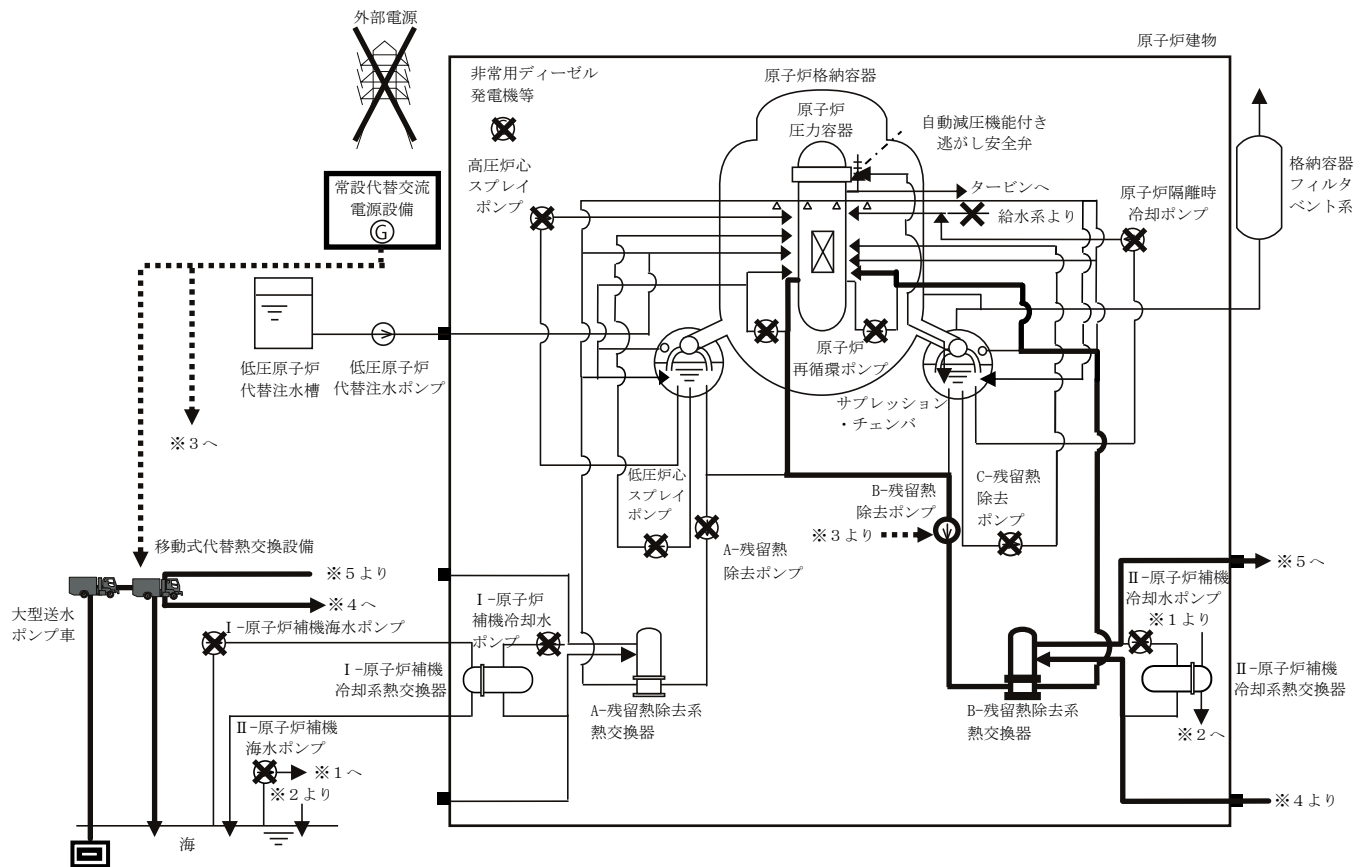 外部電源
原子炉建物
非常用ディーゼル
発電機等
原子炉格納容器
原子炉
圧力容器
自動減圧機能付き
逃がし安全弁
高圧炉心
スプレイ
ポンプ
常設代替交流
電源設備
G
タービンへ
給水系より
原子炉隔離時
冷却ポンプ
格納容器
フィルタ
ベント系
低圧原子炉
代替注水槽
低圧原子炉
代替注水ポンプ
原子炉
再循環ポンプ
サプレッション
・チェンバ
※3へ
低圧炉心
スプレイ
ポンプ
B-残留熱
除去ポンプ
※3より
C-残留熱
除去
ポンプ
A-残留熱
除去ポンプ
移動式代替熱交換設備
※5より
※4へ
大型送水
ポンプ車
Ⅰ-原子炉補機海水ポンプ
Ⅰ-原子炉
補機冷却水
ポンプ
Ⅰ-原子炉補機
冷却系熱交換器
Ⅱ-原子炉補機
海水ポンプ
※1へ
※2より
海
A-残留熱除去系
熱交換器
B-残留熱除去系
熱交換器
※5へ
Ⅱ-原子炉補機
冷却水ポンプ
※1より
Ⅱ-原子炉補機
冷却系熱交換器
※2へ
※4より